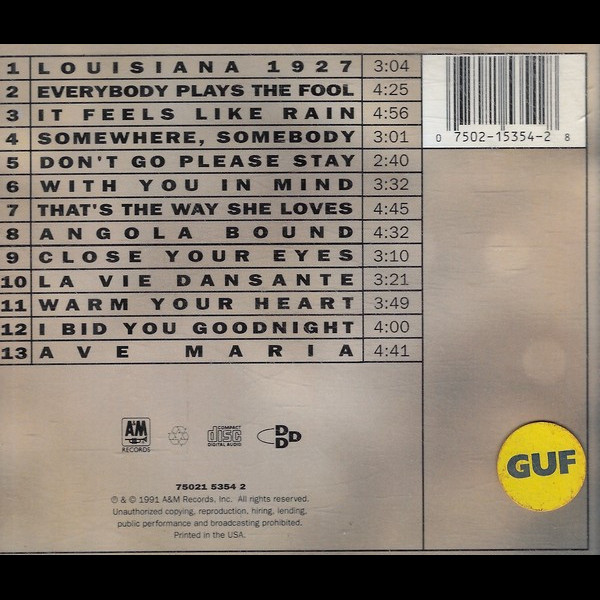 1 LOUISIANA 1927 3:04
2 EVERYBODY PLAYS THE FOOL 4:25
3 IT FEELS LIKE RAIN 4:56
4 SOMEWHERE, SOMEBODY 3:01
5 DON'T GO PLEASE STAY 2:40
6 WITH YOU IN MIND 3:32
7 THAT'S THE WAY SHE LOVES 4:45
8 ANGOLA BOUND 4:32
9 CLOSE YOUR EYES 3:10
10 LA VIE DANSANTE 3:21
11 WARM YOUR HEART 3:49
12 I BID YOU GOODNIGHT 4:00
13 AVE MARIA 4:41
0 7502-15354-2 8
A&M
RECORDS
COMPACT
disc
DIGITAL AUDIO
DDD
GUF
75021 5354 2
℗ & © 1991 A&M Records, Inc. All rights reserved.
Unauthorized copying, reproduction, hiring, lending,
public performance and broadcasting prohibited.
Printed in the USA.